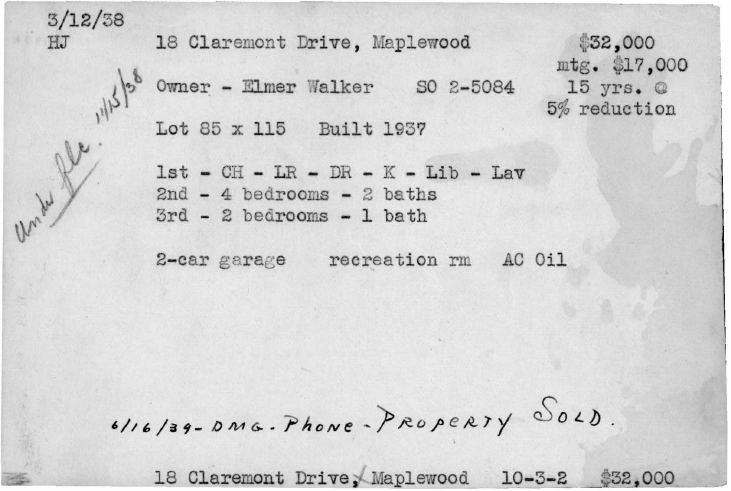 3/12/38
HJ 18 Claremont Drive, Maplewood $32,000
mtg. $17,000
Owner - Elmer Walker SO 2-5084 15 yrs. @
5% reduction
Under flc. 11/15/38
Lot 85 x 115 Built 1937
1st - CH - LR - DR - K - Lib - Lav
2nd - 4 bedrooms - 2 baths
3rd - 2 bedrooms - 1 bath
2-car garage recreation rm AC Oil
6/16/39 - DMG - Phone - Property Sold.
18 Claremont Drive, Maplewood 10-3-2 $32,000